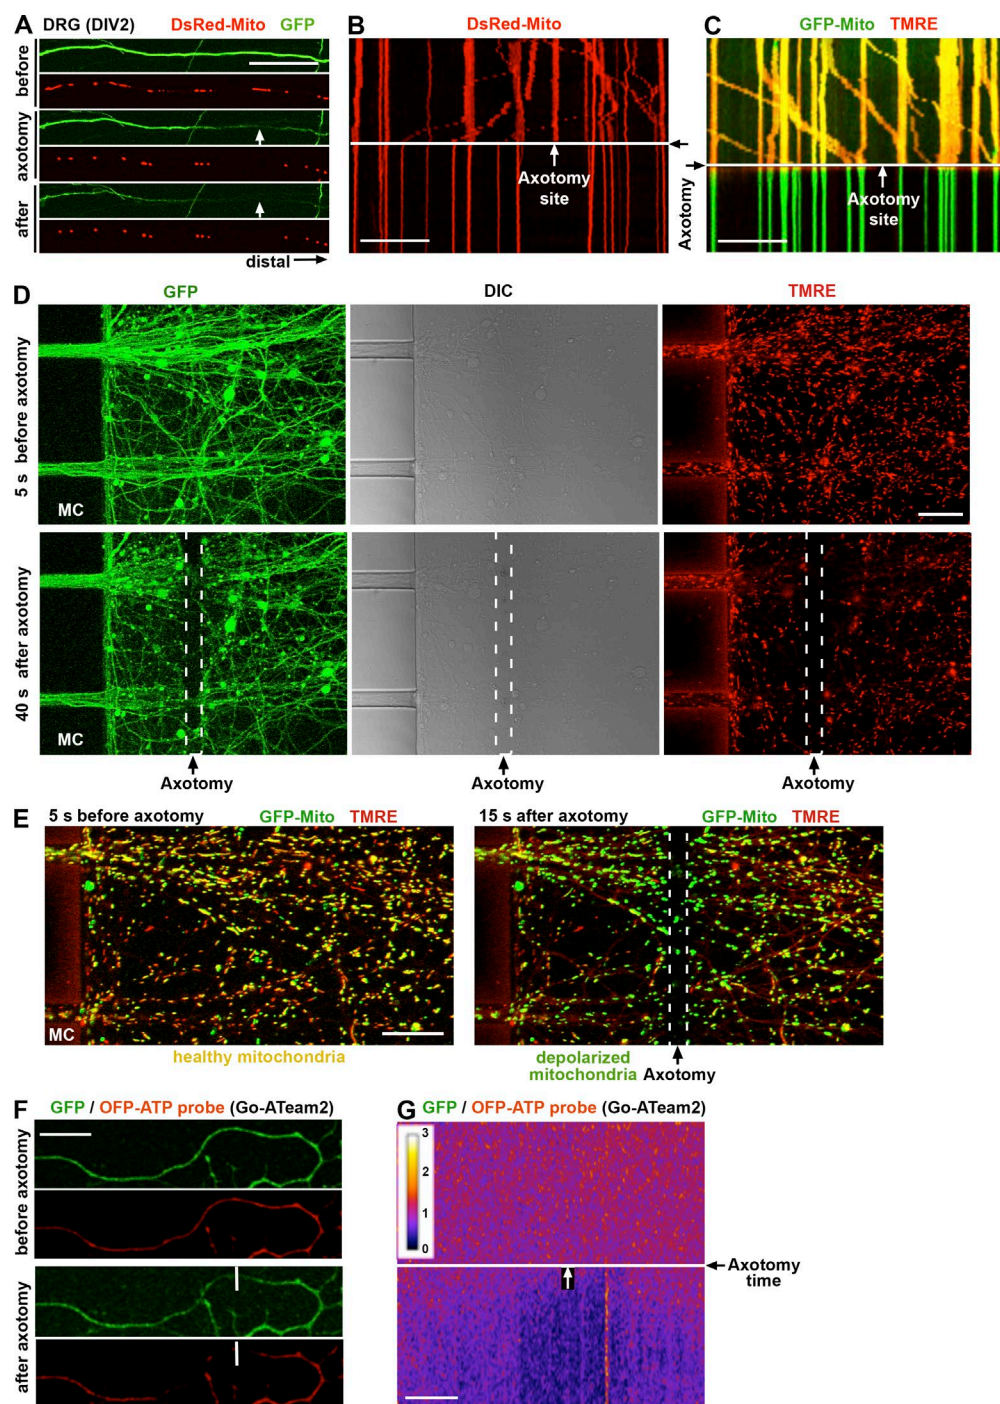 A DRG (DIV2) DsRed-Mito GFP
before
axotomy
after
distal
B DsRed-Mito
Axotomy
site
Axotomy
C GFP-Mito TMRE
Axotomy
site
D GFP DIC TMRE
5 s before axotomy
MC
40 s after axotomy
MC
Axotomy Axotomy Axotomy
E 5 s before axotomy GFP-Mito TMRE
MC
healthy mitochondria
15 s after axotomy GFP-Mito TMRE
depolarized
mitochondria Axotomy
F GFP / OFP-ATP probe (Go-ATeam2)
before axotomy
after axotomy
G GFP / OFP-ATP probe (Go-ATeam2)
3
2
1
0
Axotomy
time